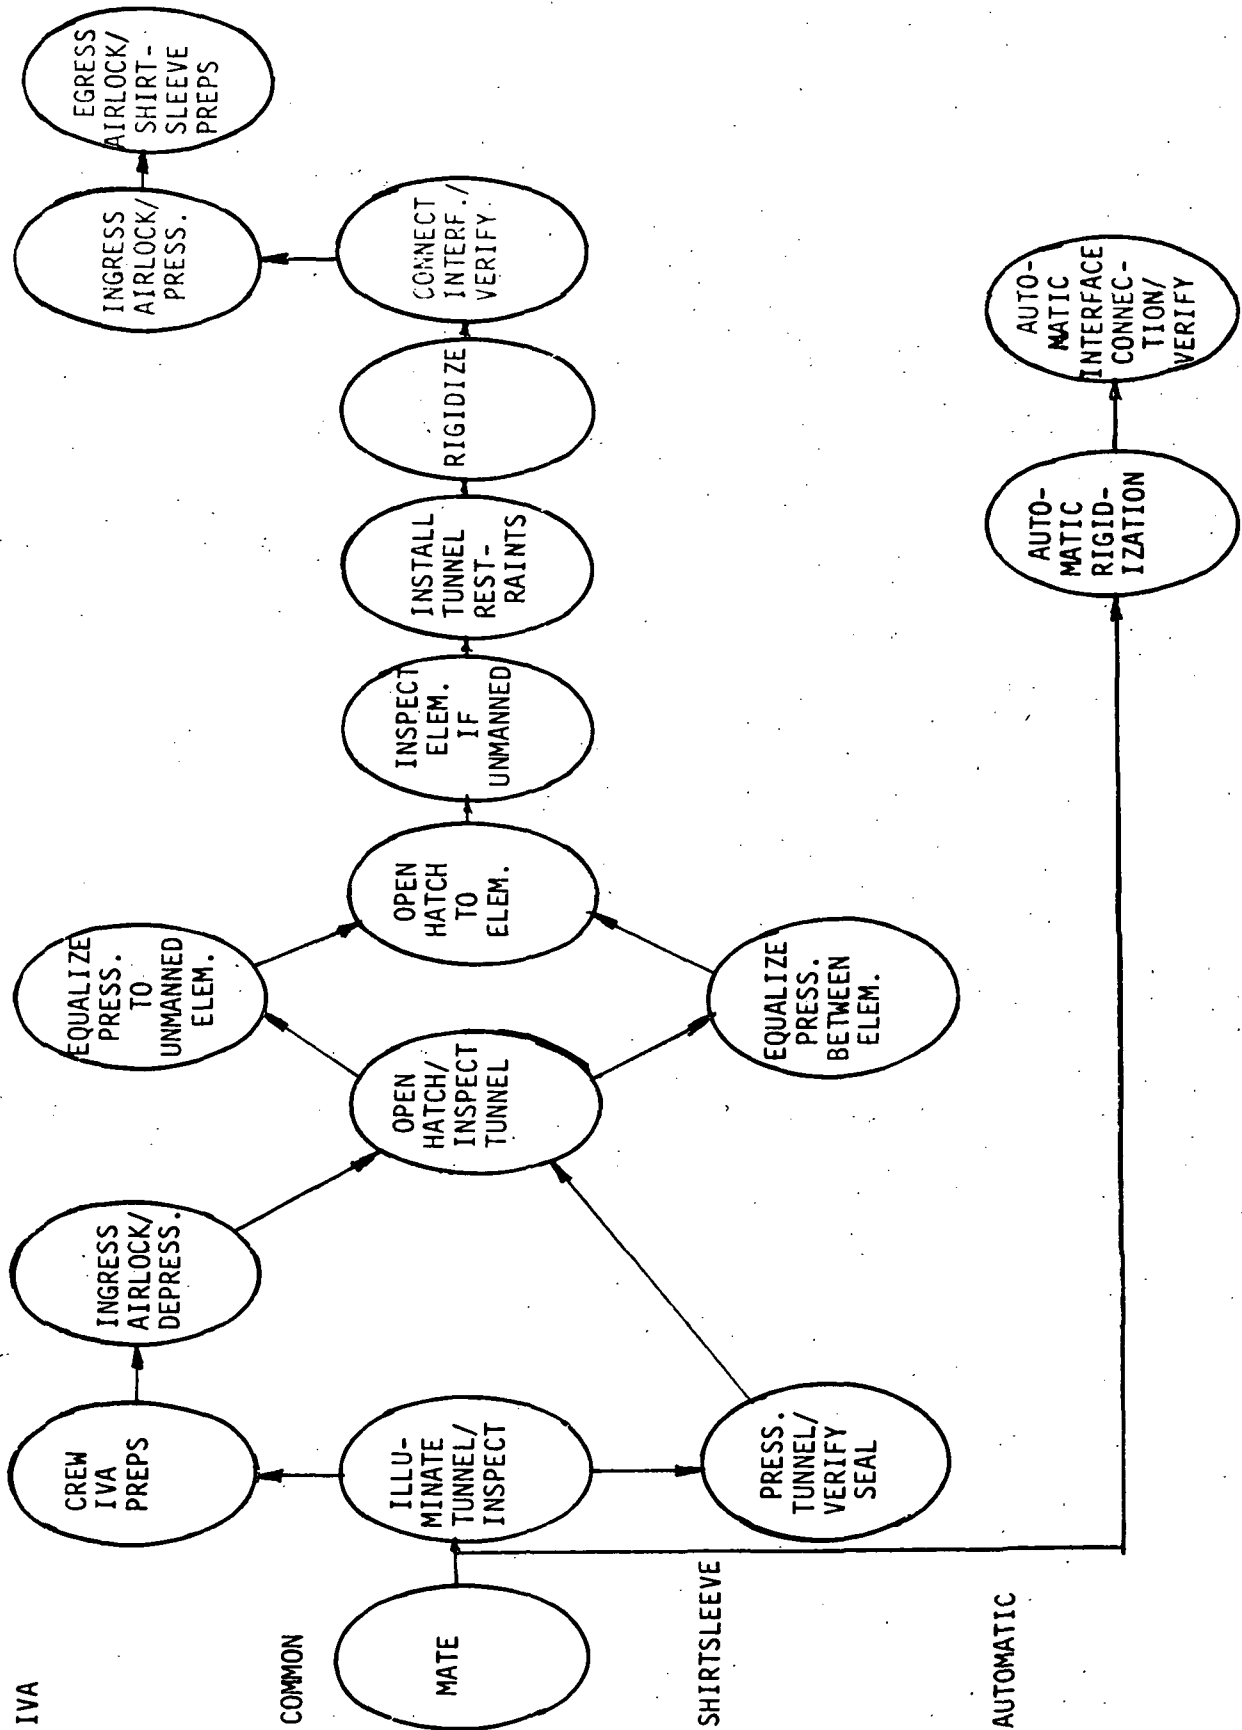 IVA
CREW
IVA
PREPS
INGRESS
AIRLOCK/
DEPRESS.
EQUALIZE
PRESS.
TO
UNMANNED
ELEM.
INGRESS
AIRLOCK/
PRESS.
EGRESS
AIRLOCK/
SHIRT-
SLEEVE
PREPS
COMMON
MATE
ILLU-
MINATE
TUNNEL/
INSPECT
OPEN
HATCH/
INSPECT
TUNNEL
OPEN
HATCH
TO
ELEM.
INSPECT
ELEM.
IF
UNMANNED
INSTALL
TUNNEL
REST-
RAINTS
RIGIDIZE
CONNECT
INTERF./
VERIFY
SHIRTSLEEVE
PRESS.
TUNNEL/
VERIFY
SEAL
EQUALIZE
PRESS.
BETWEEN
ELEM.
AUTOMATIC
AUTO-
MATIC
RIGID-
IZATION
AUTO-
MATIC
INTERFACE
CONNEC-
TION/
VERIFY